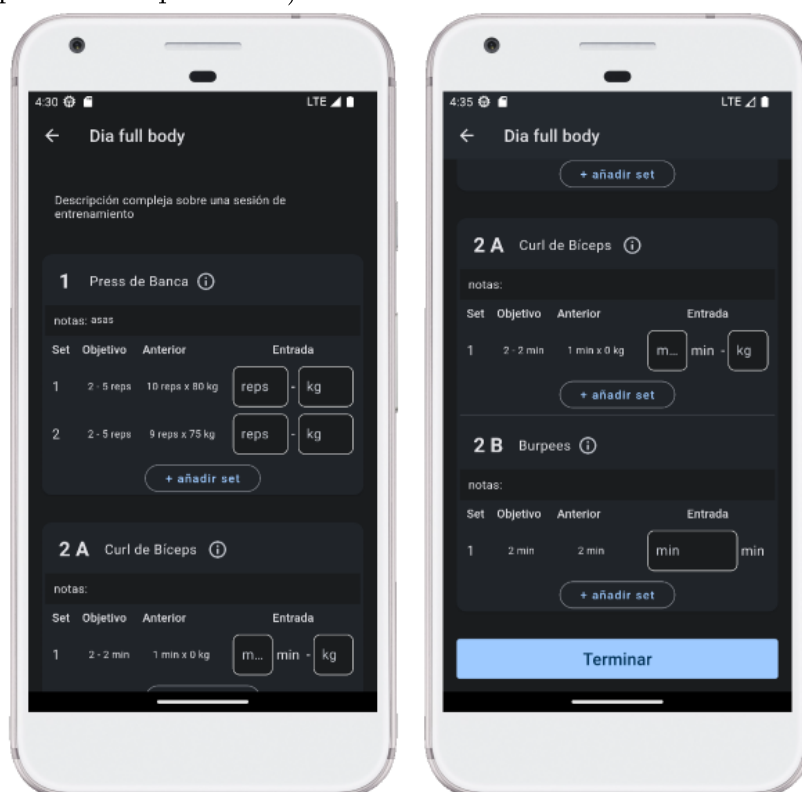 4:30 LTE
Dia full body
Descripción compleja sobre una sesión de
entrenamiento
1 Press de Banca
notas: asas
Set Objetivo Anterior Entrada
1 2 - 5 reps 10 reps x 80 kg reps - kg
2 2 - 5 reps 9 reps x 75 kg reps - kg
+ añadir set
2 A Curl de Bíceps
notas:
Set Objetivo Anterior Entrada
1 2 - 2 min 1 min x 0 kg m... min - kg
4:35 LTE
Dia full body
+ añadir set
2 A Curl de Bíceps
notas:
Set Objetivo Anterior Entrada
1 2 - 2 min 1 min x 0 kg m... min - kg
+ añadir set
2 B Burpees
notas:
Set Objetivo Anterior Entrada
1 2 min 2 min min min
+ añadir set
Terminar